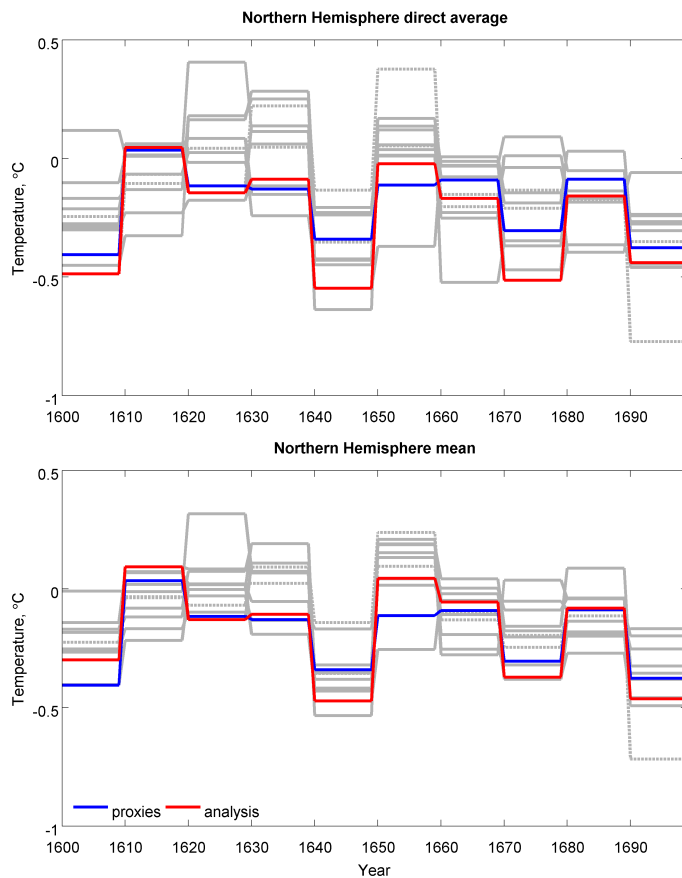 Northern Hemisphere direct average
0.5
0
-0.5
-1
Temperature, °C
1600 1610 1620 1630 1640 1650 1660 1670 1680 1690
Northern Hemisphere mean
0.5
0
-0.5
-1
Temperature, °C
proxies analysis
1600 1610 1620 1630 1640 1650 1660 1670 1680 1690
Year